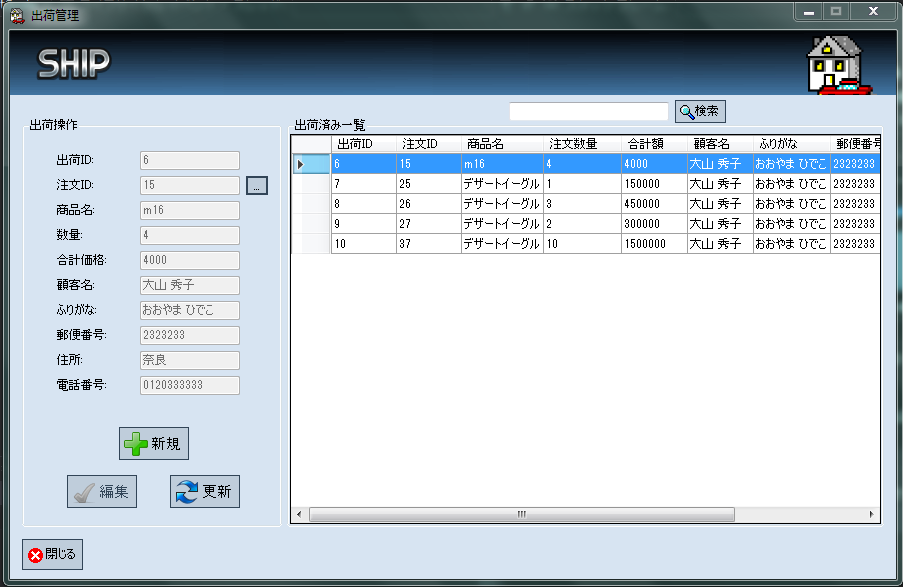 出荷管理
SHIP
検索
出荷操作
出荷ID: 6
注文ID: 15 ...
商品名: m16
数量: 4
合計価格: 4000
顧客名: 大山 秀子
ふりがな: おおやま ひでこ
郵便番号: 2323233
住所: 奈良
電話番号: 0120333333
新規
編集 更新
閉じる
出荷済み一覧
出荷ID 注文ID 商品名 注文数量 合計額 顧客名 ふりがな 郵便番号
6 15 m16 4 4000 大山 秀子 おおやま ひでこ 2323233
7 25 デザートイーグル 1 150000 大山 秀子 おおやま ひでこ 2323233
8 26 デザートイーグル 3 450000 大山 秀子 おおやま ひでこ 2323233
9 27 デザートイーグル 2 300000 大山 秀子 おおやま ひでこ 2323233
10 37 デザートイーグル 10 1500000 大山 秀子 おおやま ひでこ 2323233